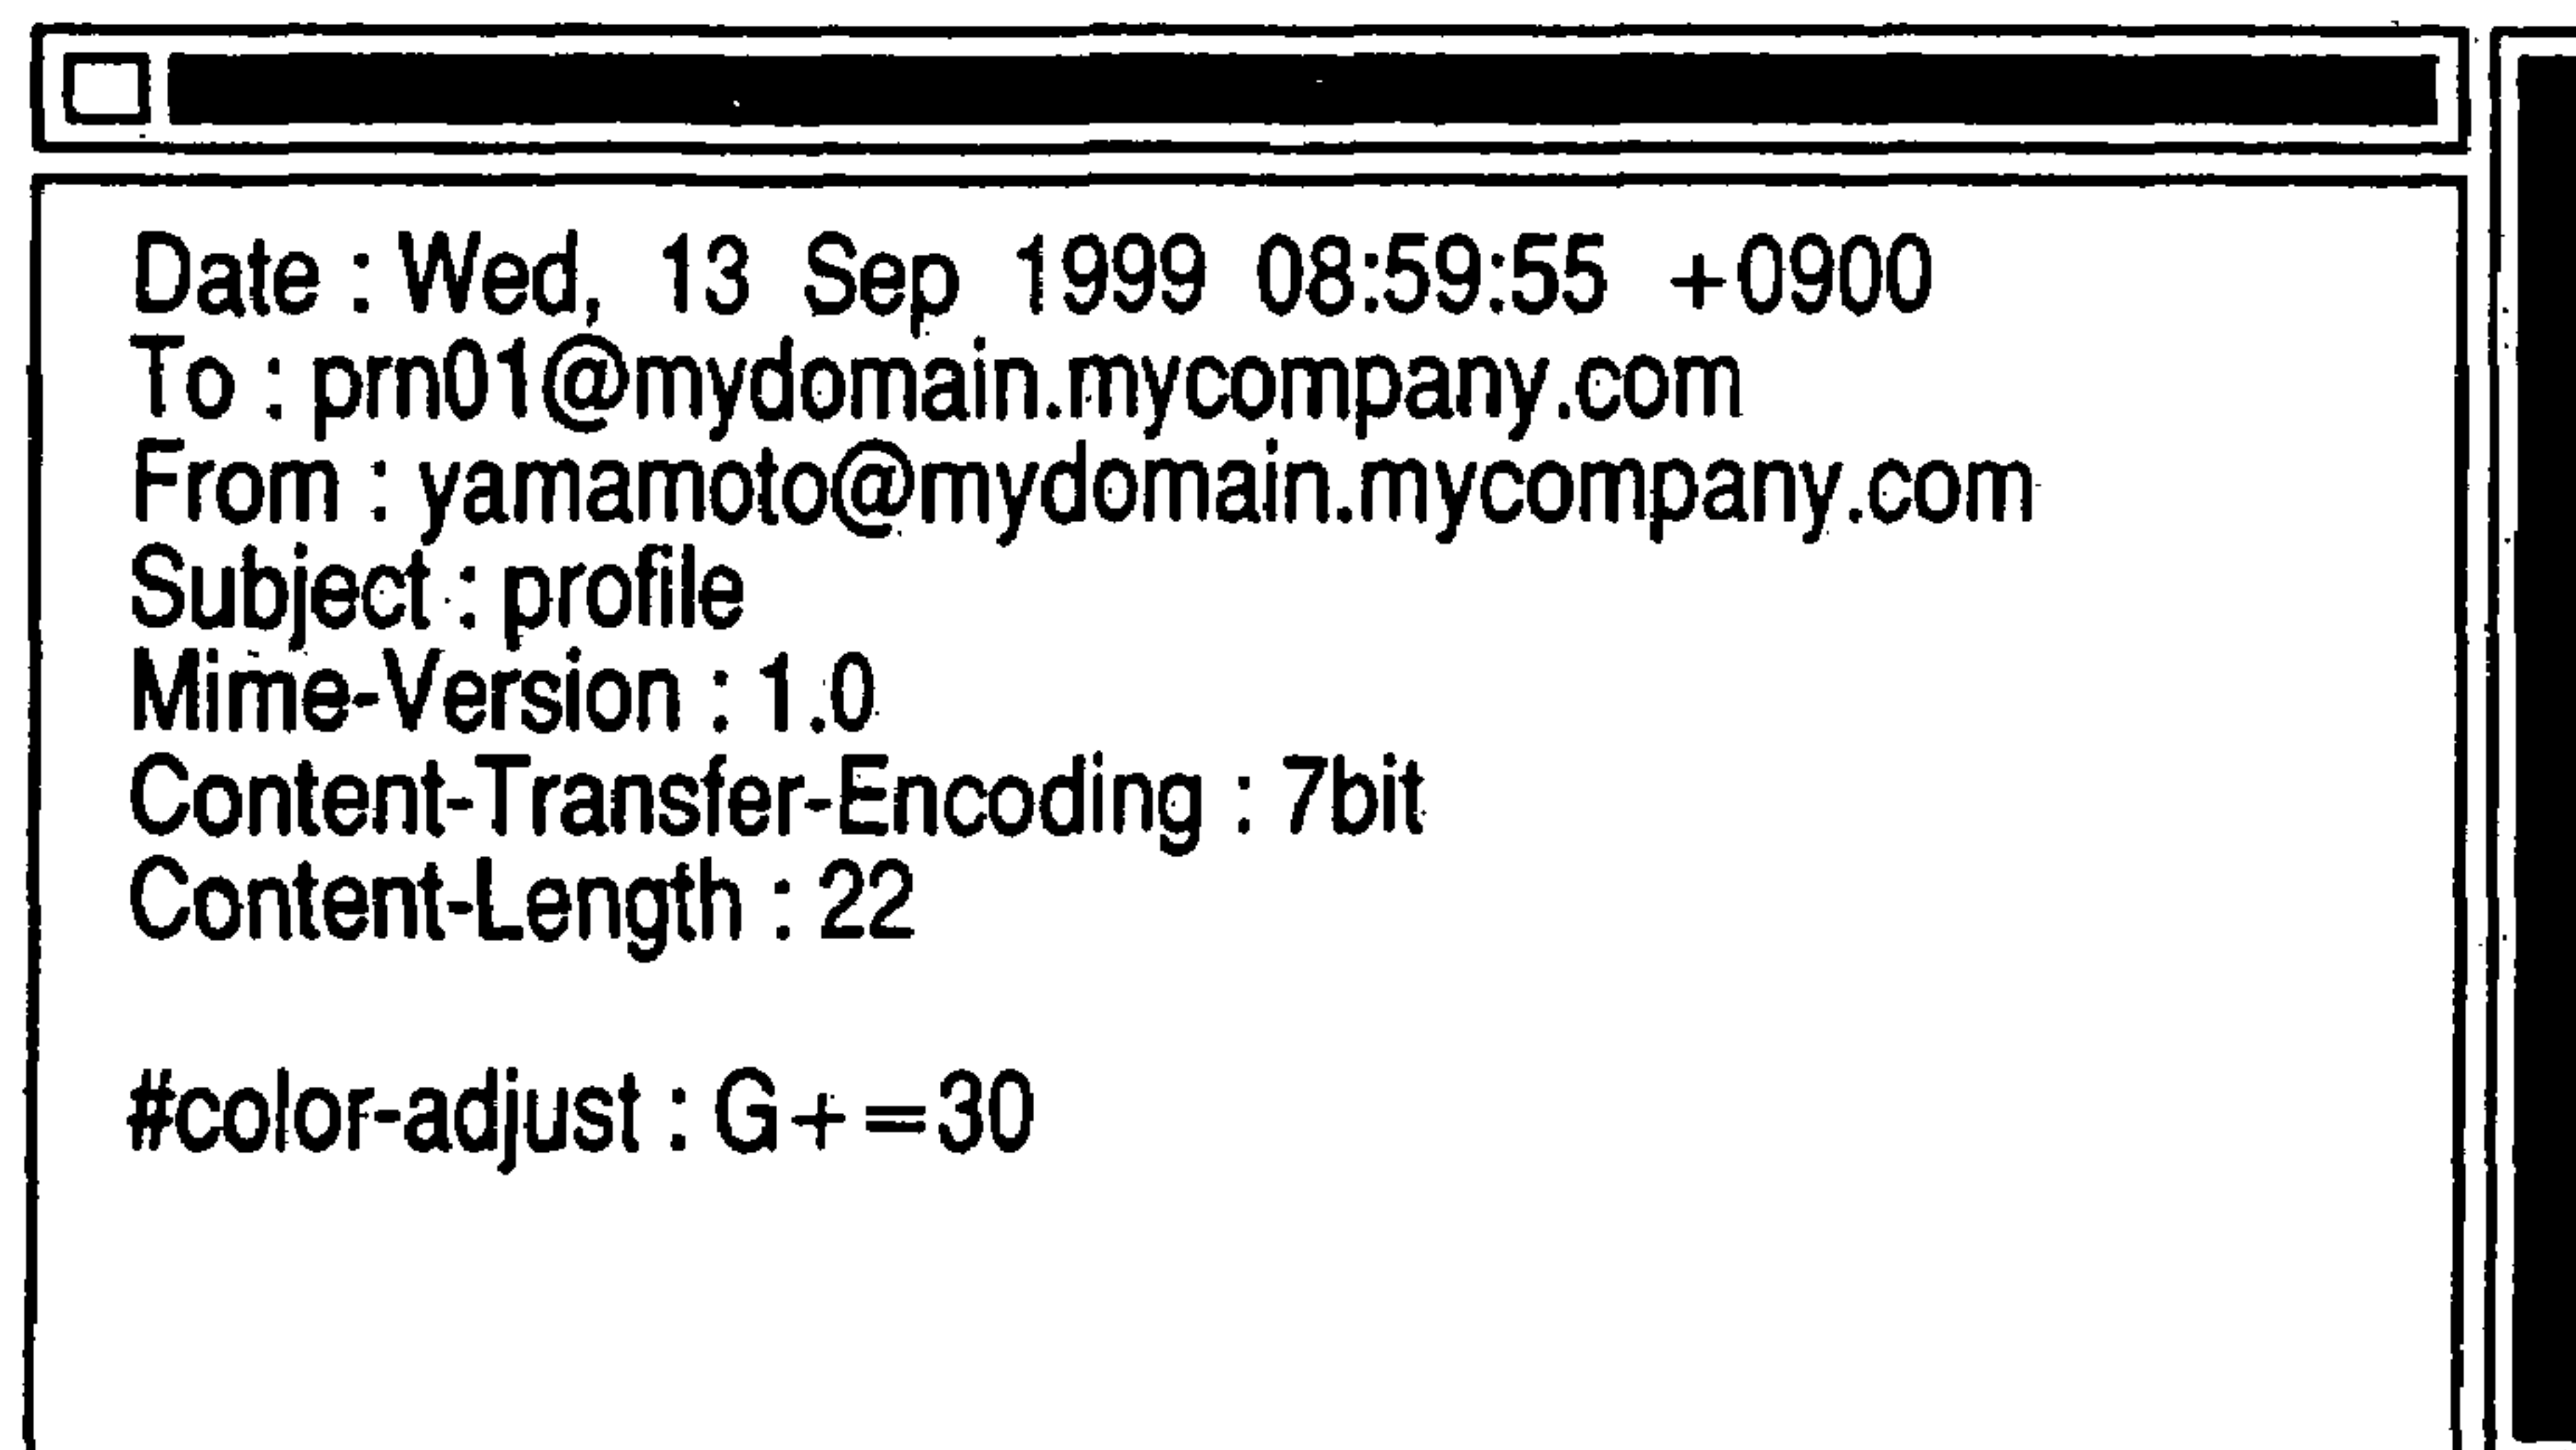 Date : Wed, 13 Sep 1999 08:59:55 +0900
To : prn01@mydomain.mycompany.com
From : yamamoto@mydomain.mycompany.com
Subject : profile
Mime-Version : 1.0
Content-Transfer-Encoding : 7bit
Content-Length : 22
#color-adjust : G+=30